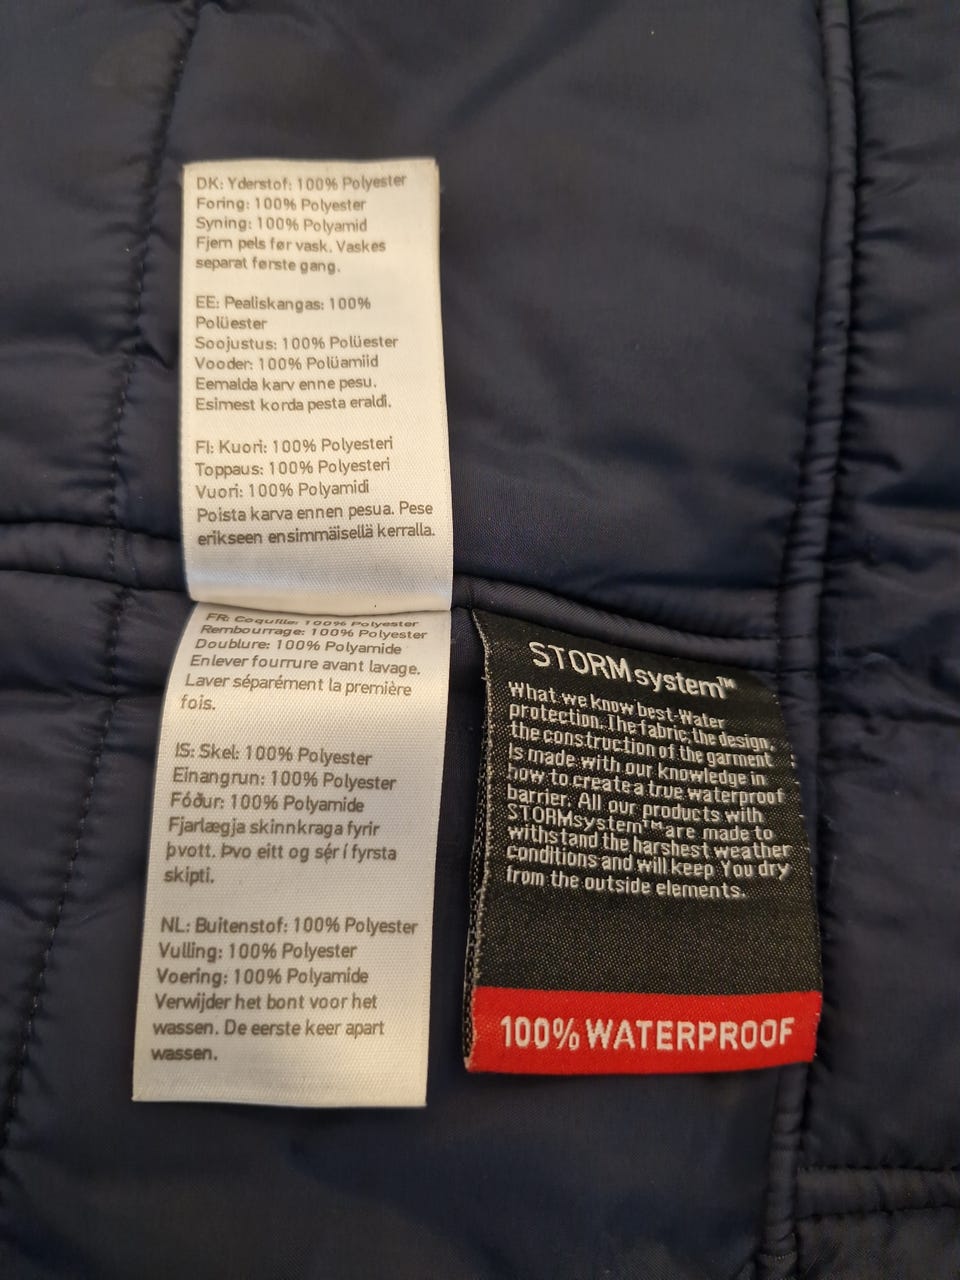 DK: Yderstof: 100% Polyester
Foring: 100% Polyester
Syning: 100% Polyamid
Fjern pels før vask. Vaskes
separat første gang.
EE: Pealiskangas: 100%
Polüester
Soojustus: 100% Polüester
Vooder: 100% Polüamiid
Eemalda karv enne pesu.
Esimest korda pesta eraldi.
FI: Kuori: 100% Polyesteri
Toppaus: 100% Polyesteri
Vuori: 100% Polyamidi
Poista karva ennen pesua. Pese
erikseen ensimmäisellä kerralla.
FR: Coquille: 100% Polyester
Rembourrage: 100% Polyester
Doublure: 100% Polyamide
Enlever fourrure avant lavage.
Laver séparément la première
fois.
IS: Skel: 100% Polyester
Einangrun: 100% Polyester
Fóður: 100% Polyamide
Fjarlægja skinnkraga fyrir
þvott. Þvo eitt og sér í fyrsta
skipti.
NL: Buitenstof: 100% Polyester
Vulling: 100% Polyester
Voering: 100% Polyamide
Verwijder het bont voor het
wassen. De eerste keer apart
wassen.
STORMsystem™
What we know best-Water
protection. The fabric, the design,
the construction of the garment
Is made with our knowledge in
how to create a true waterproof
barrier. All our products with
STORMsystem™ are made to
withstand the harshest weather
conditions and will keep You dry
from the outside elements.
100% WATERPROOF